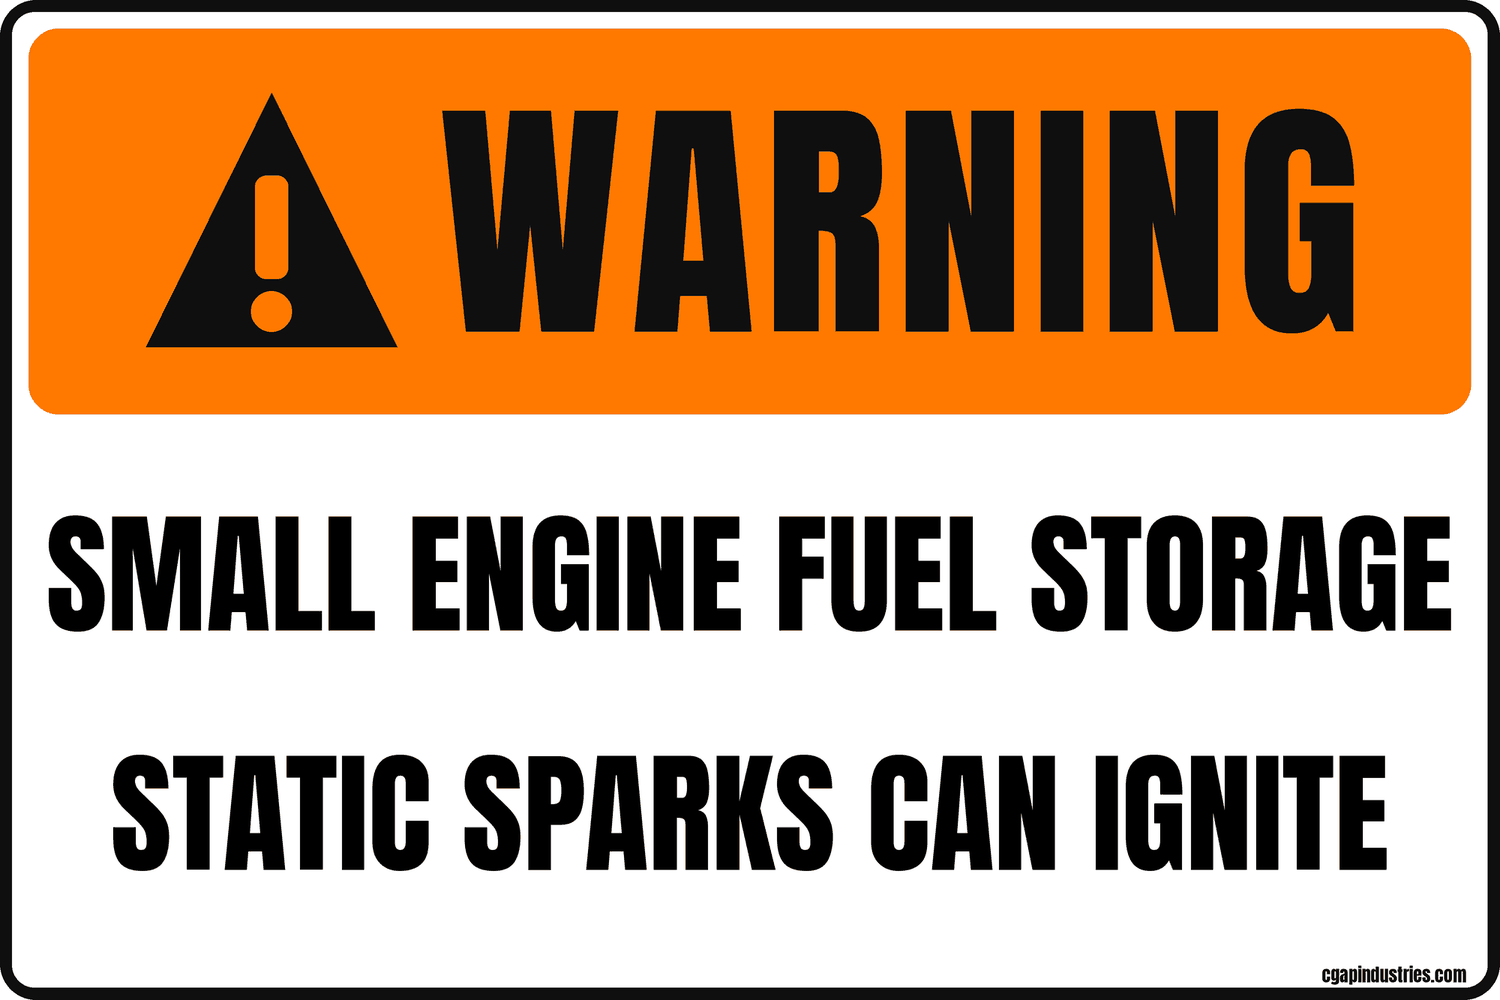 WARNING
SMALL ENGINE FUEL STORAGE
STATIC SPARKS CAN IGNITE
cgapindustries.com